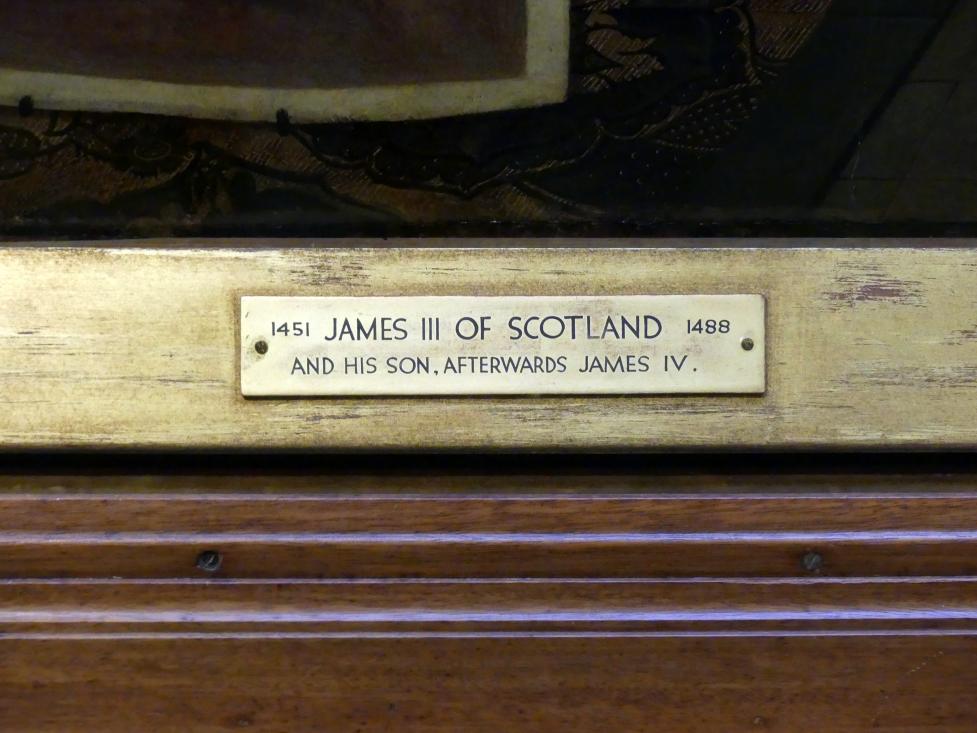 1451 JAMES III OF SCOTLAND 1488
AND HIS SON, AFTERWARDS JAMES IV.